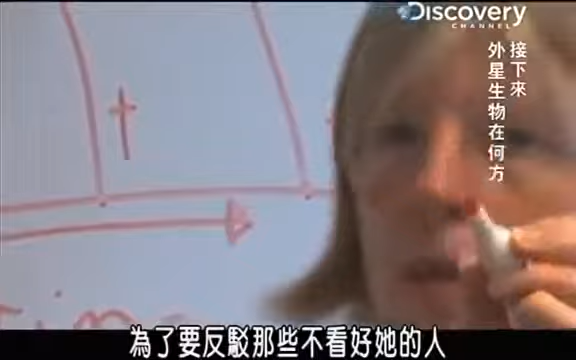 Discovery
CHANNEL
接下來
外星生物在何方
t
為了要反駁那些不看好她的人